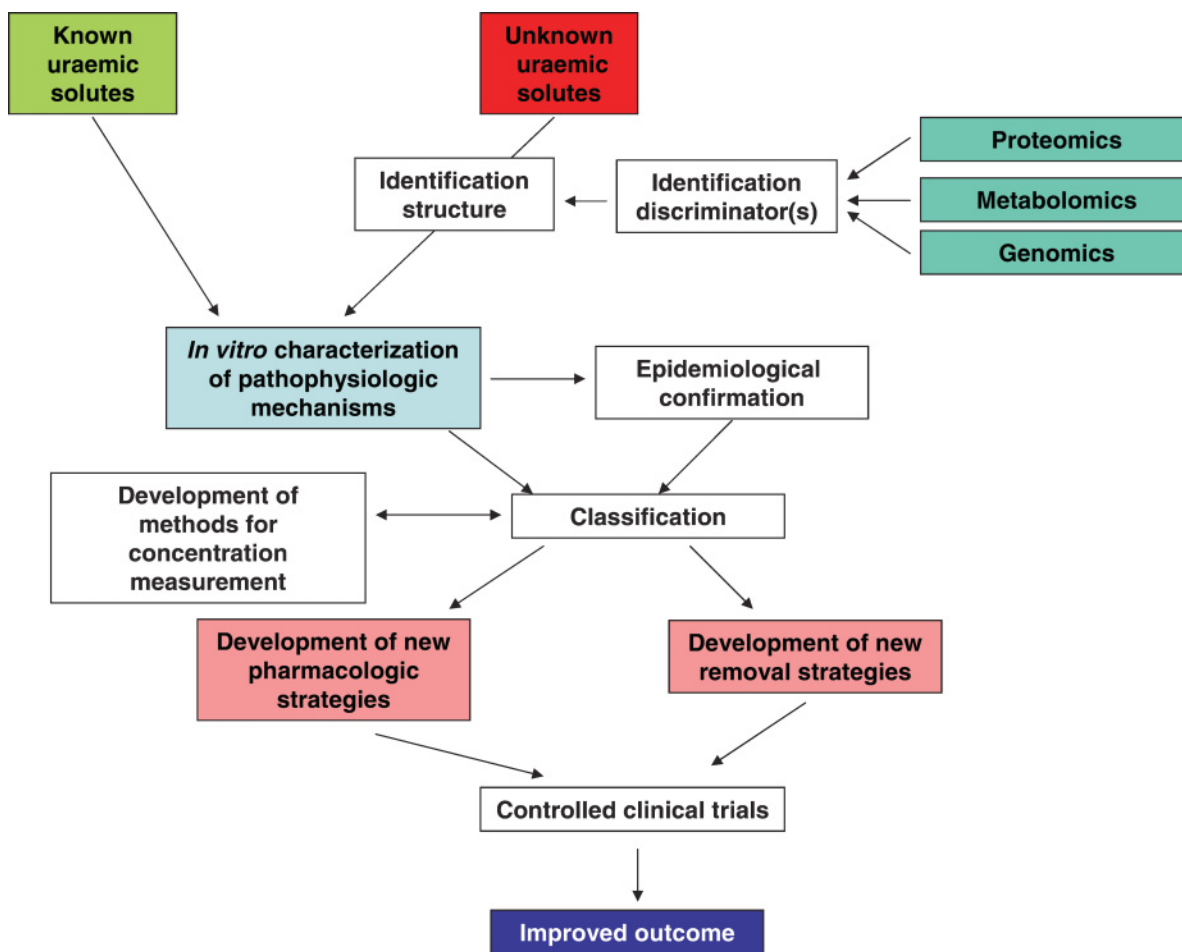 Known
uraemic
solutes
Unknown
uraemic
solutes
Proteomics
Identification
structure
Identification
discriminator(s)
Metabolomics
Genomics
In vitro characterization
of pathophysiologic
mechanisms
Epidemiological
confirmation
Development of
methods for
concentration
measurement
Classification
Development of new
pharmacologic
strategies
Development of new
removal strategies
Controlled clinical trials
Improved outcome